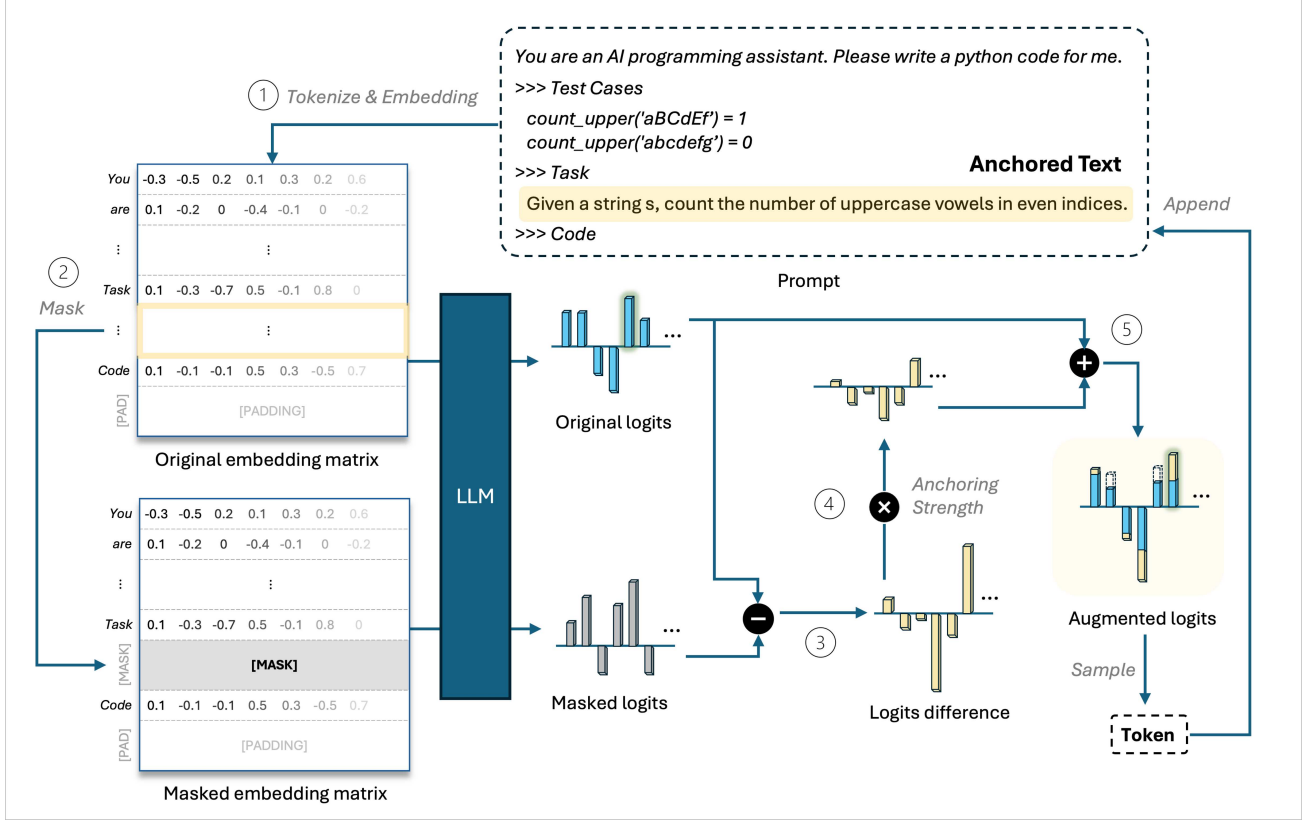 You are an AI programming assistant. Please write a python code for me.
>>> Test Cases
count_upper('aBCdEf') = 1
count_upper('abcdefg') = 0
>>> Task
Anchored Text
Given a string s, count the number of uppercase vowels in even indices.
>>> Code
Prompt
1 Tokenize & Embedding
You -0.3 -0.5 0.2 0.1 0.3 0.2 0.6
are 0.1 -0.2 0 -0.4 -0.1 0 -0.2
⋮ ⋮
Task 0.1 -0.3 -0.7 0.5 -0.1 0.8 0
⋮ ⋮
Code 0.1 -0.1 -0.1 0.5 0.3 -0.5 0.7
[PAD] [PADDING]
Original embedding matrix
2
Mask
You -0.3 -0.5 0.2 0.1 0.3 0.2 0.6
are 0.1 -0.2 0 -0.4 -0.1 0 -0.2
⋮ ⋮
Task 0.1 -0.3 -0.7 0.5 -0.1 0.8 0
[MASK] [MASK]
Code 0.1 -0.1 -0.1 0.5 0.3 -0.5 0.7
[PAD] [PADDING]
Masked embedding matrix
LLM
...
Original logits
...
Masked logits
−
3
...
Logits difference
4
×
Anchoring
Strength
...
+
5
...
Augmented logits
Sample
Token
Append